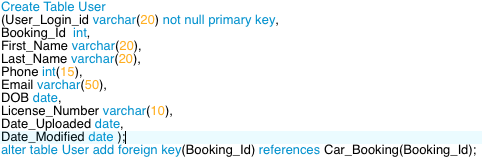 Create Table User
(User_Login_id varchar(20) not null primary key,
Booking_Id  int,
First_Name varchar(20),
Last_Name varchar(20),
Phone int(15),
Email varchar(50),
DOB date,
License_Number varchar(10),
Date_Uploaded date,
Date_Modified date );
alter table User add foreign key(Booking_Id) references Car_Booking(Booking_Id);